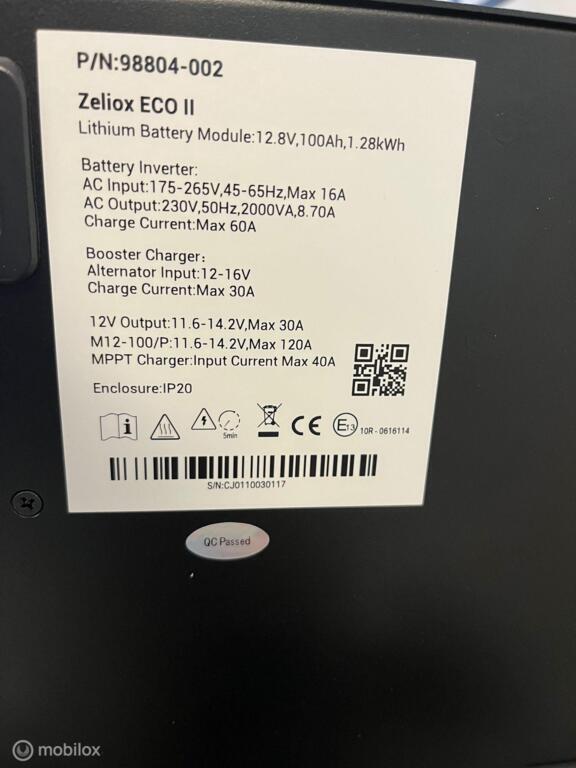 P/N:98804-002
Zeliox ECO II
Lithium Battery Module:12.8V,100Ah,1.28kWh
Battery Inverter:
AC Input:175-265V,45-65Hz,Max 16A
AC Output:230V,50Hz,2000VA,8.70A
Charge Current:Max 60A
Booster Charger:
Alternator Input:12-16V
Charge Current:Max 30A
12V Output:11.6-14.2V,Max 30A
M12-100/P:11.6-14.2V,Max 120A
MPPT Charger:Input Current Max 40A
Enclosure:IP20
5min
CE
E13 10R - 0616114
S/N:CJ0110030117
QC Passed
mobilox